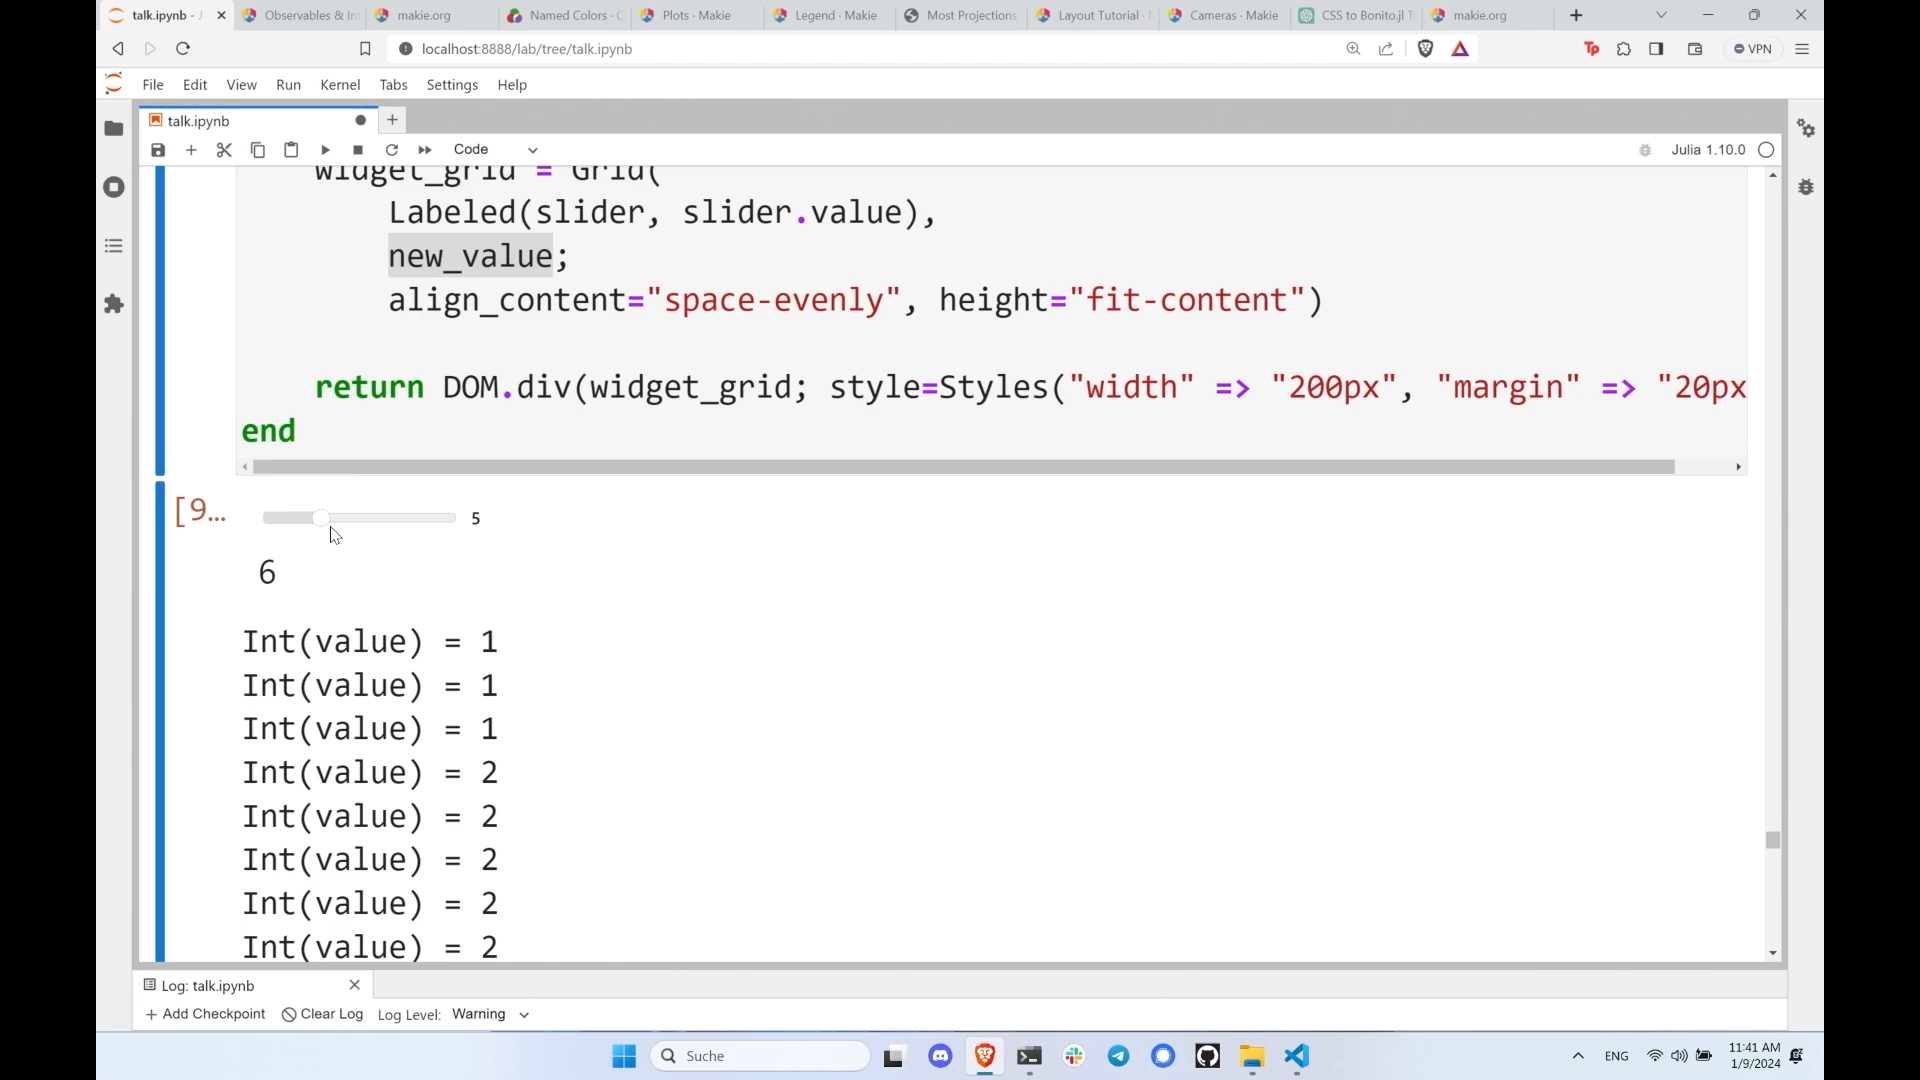 talk.ipynb - J
Observables & In
makie.org
Named Colors · C
Plots · Makie
Legend · Makie
Most Projections
Layout Tutorial ·
Cameras · Makie
CSS to Bonito.jl T
makie.org
localhost:8888/lab/tree/talk.ipynb
Tp
VPN
File Edit View Run Kernel Tabs Settings Help
talk.ipynb
Code
Julia 1.10.0
widget_grid = Grid(
Labeled(slider, slider.value),
new_value;
align_content="space-evenly", height="fit-content")
return DOM.div(widget_grid; style=Styles("width" => "200px", "margin" => "20px
end
[9…
5
6
Int(value) = 1
Int(value) = 1
Int(value) = 1
Int(value) = 2
Int(value) = 2
Int(value) = 2
Int(value) = 2
Int(value) = 2
Log: talk.ipynb
Add Checkpoint Clear Log Log Level: Warning
Suche
ENG
11:41 AM
1/9/2024